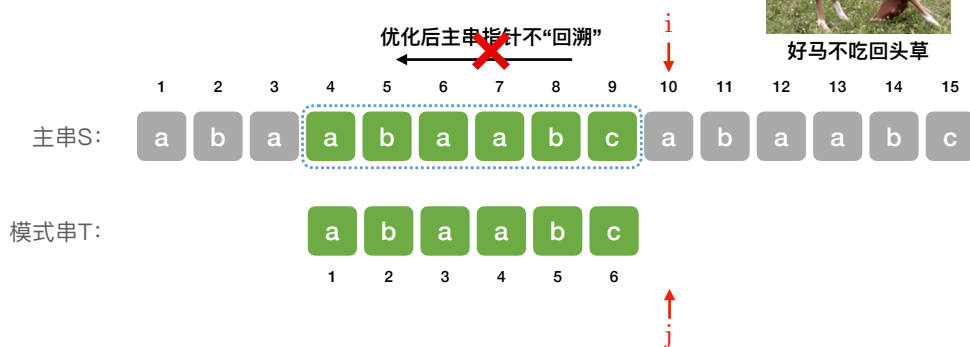 优化后主串指针不“回溯”
i
好马不吃回头草
1 2 3 4 5 6 7 8 9 10 11 12 13 14 15
主串S: a b a a b a a b c a b a a b c
模式串T: a b a a b c
1 2 3 4 5 6
j